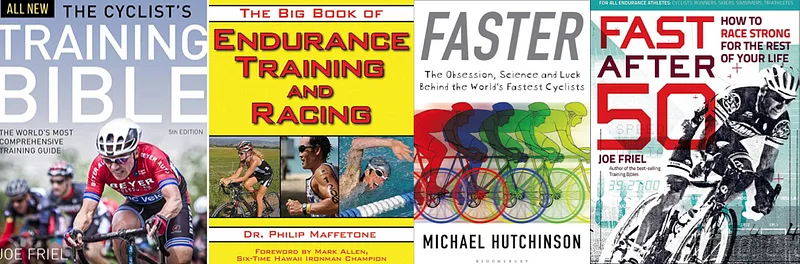 ALL NEW
THE CYCLIST'S
TRAINING
BIBLE
THE WORLD'S MOST
COMPREHENSIVE
TRAINING GUIDE
5th EDITION
JOE FRIEL
THE BIG BOOK OF
ENDURANCE
TRAINING
AND
RACING
DR. PHILIP MAFFETONE
FOREWORD BY MARK ALLEN,
SIX-TIME HAWAII IRONMAN CHAMPION
FASTER
The Obsession, Science and Luck
Behind the World's Fastest Cyclists
MICHAEL HUTCHINSON
BLOOMSBURY
FOR ALL ENDURANCE ATHLETES: CYCLISTS, RUNNERS, SKIERS, SWIMMERS, TRIATHLETES
FAST
AFTER
50
HOW TO
RACE STRONG
FOR THE REST
OF YOUR LIFE
SPEED
JOE FRIEL
Author of the best-selling
Training Bibles
39:27:00